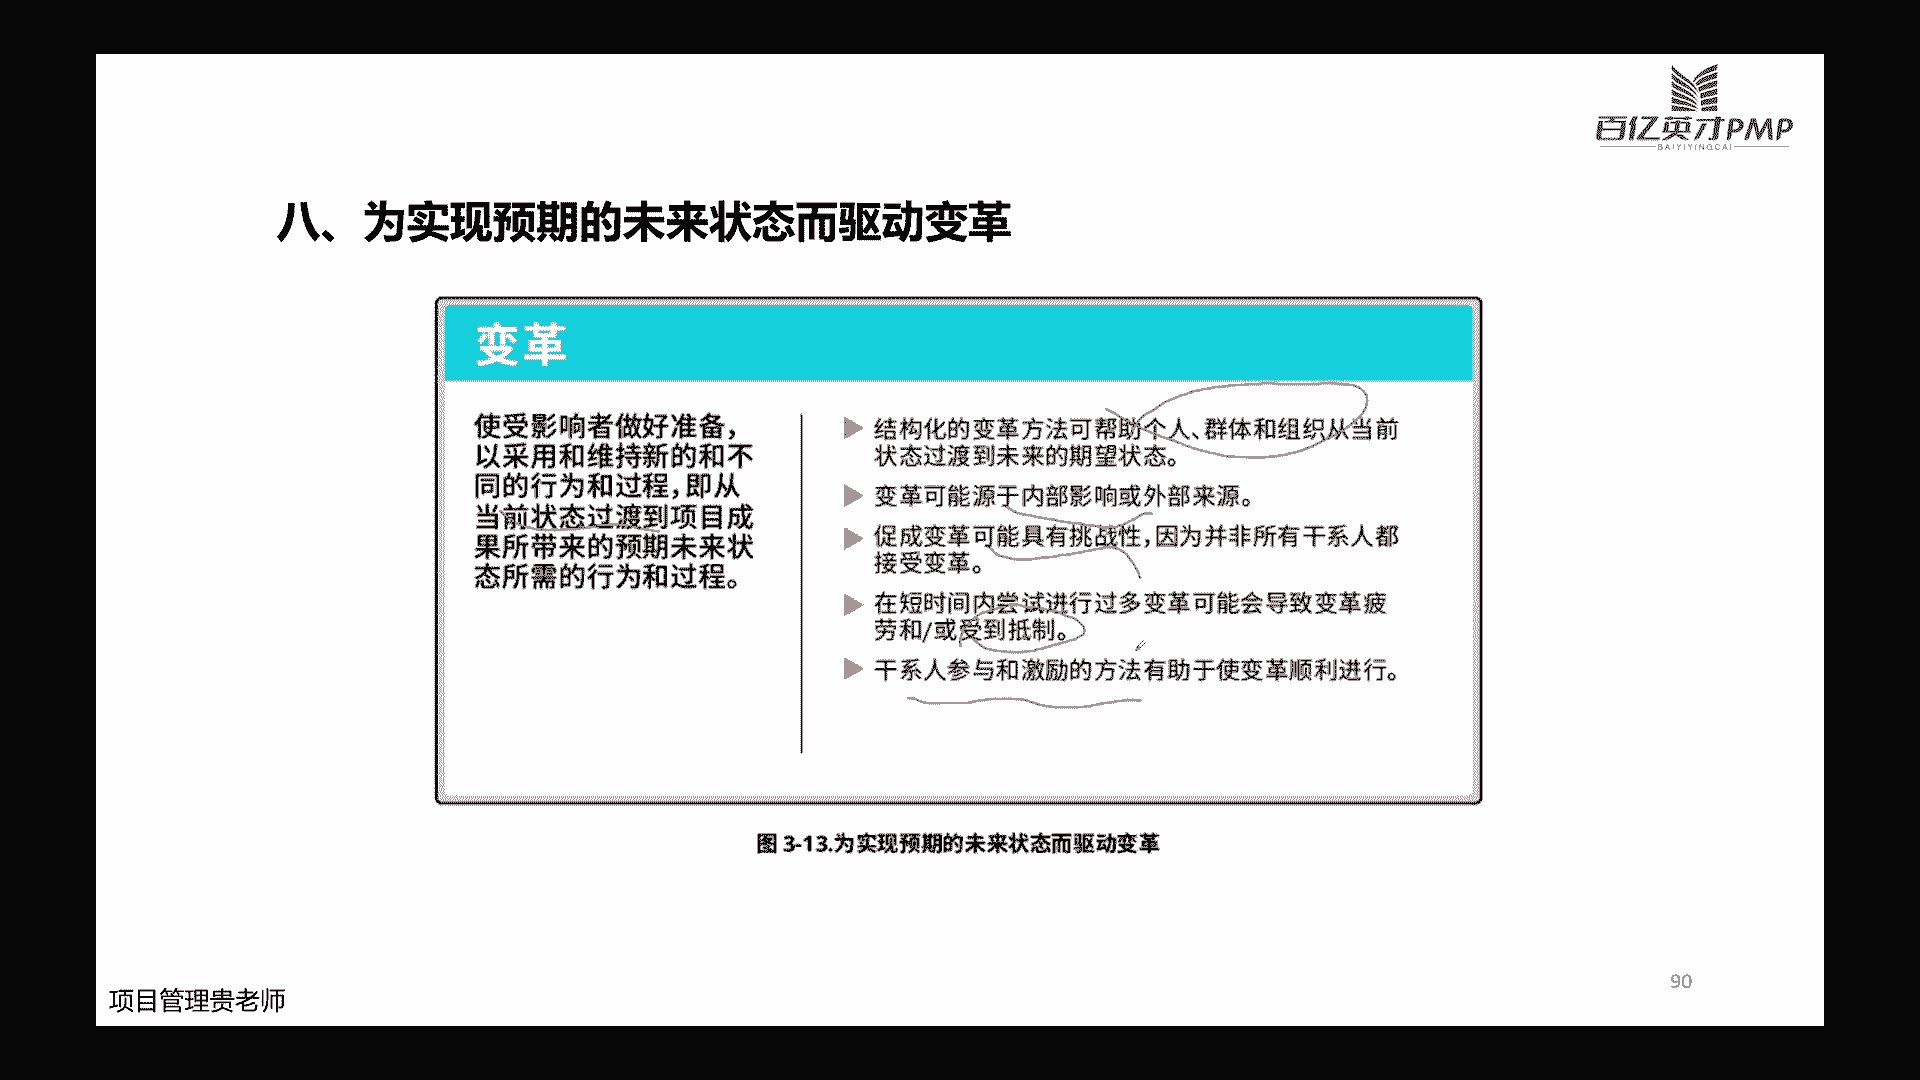 百亿英才PMP
BAIYIYINGCAI
八、为实现预期的未来状态而驱动变革
变革
使受影响者做好准备，
以采用和维持新的和不
同的行为和过程，即从
当前状态过渡到项目成
果所带来的预期未来状
态所需的行为和过程。
结构化的变革方法可帮助个人、群体和组织从当前
状态过渡到未来的期望状态。
变革可能源于内部影响或外部来源。
促成变革可能具有挑战性，因为并非所有干系人都
接受变革。
在短时间内尝试进行过多变革可能会导致变革疲
劳和/或受到抵制。
干系人参与和激励的方法有助于使变革顺利进行。
图 3-13.为实现预期的未来状态而驱动变革
90
项目管理贵老师